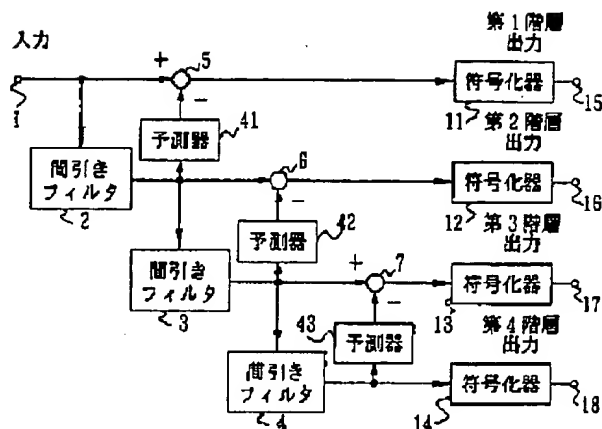 入力
1
+
5
−
第1階層
出力
符号化器
11
15
予測器
41
間引き
フィルタ
2
第2階層
出力
6
−
符号化器
12
16
予測器
42
間引き
フィルタ
3
第3階層
出力
+
7
−
符号化器
13
17
予測器
43
間引き
フィルタ
4
第4階層
出力
符号化器
14
18